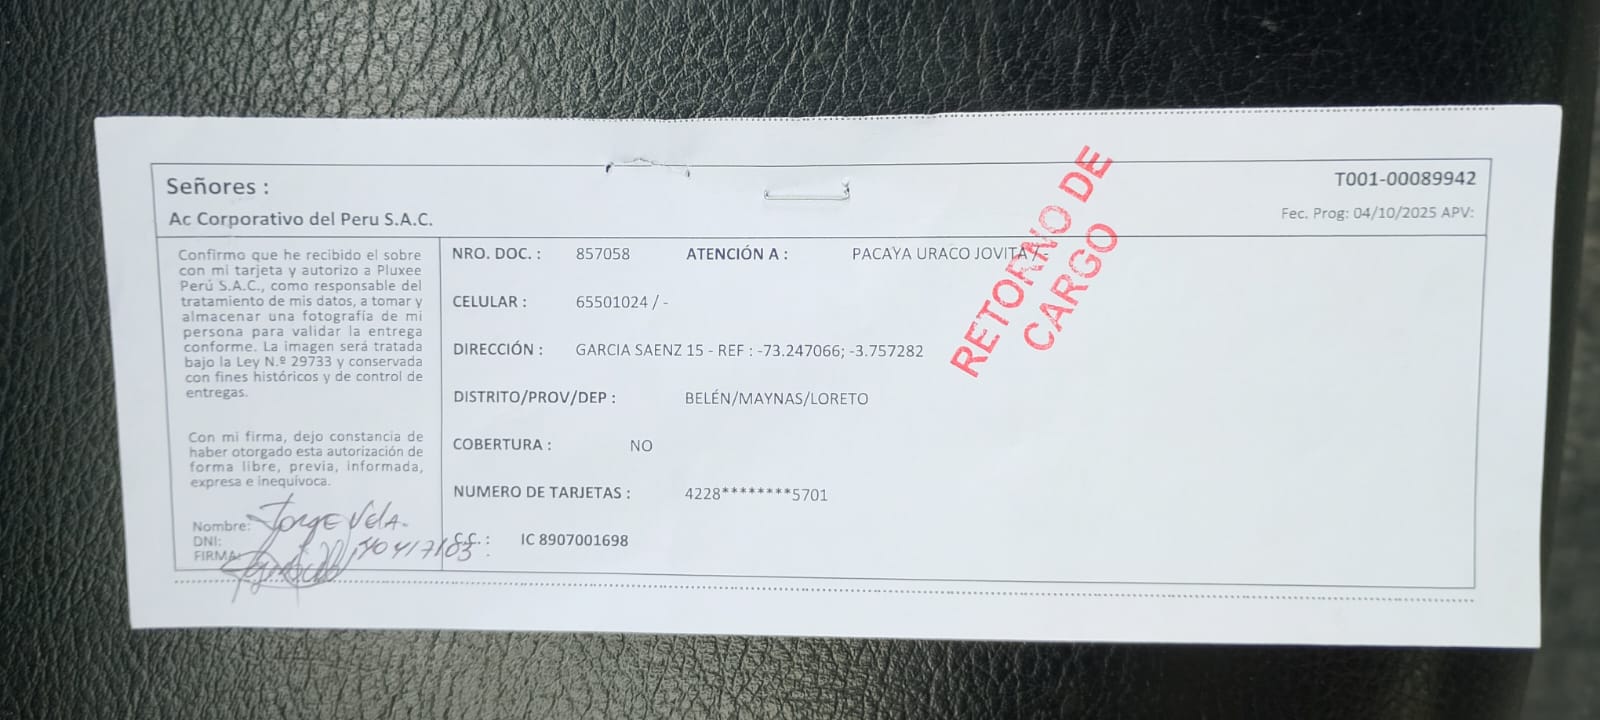 Señores :
Ac Corporativo del Peru S.A.C.
T001-00089942
Fec. Prog: 04/10/2025 APV:
RETORNO DE
CARGO
Confirmo que he recibido el sobre
con mi tarjeta y autorizo a Pluxee
Perú S.A.C., como responsable del
tratamiento de mis datos, a tomar y
almacenar una fotografía de mi
persona para validar la entrega
conforme. La imagen será tratada
bajo la Ley N.º 29733 y conservada
con fines históricos y de control de
entregas.
Con mi firma, dejo constancia de
haber otorgado esta autorización de
forma libre, previa, informada,
expresa e inequívoca.
Nombre: Jorge Vela.
DNI:
FIRMA:
NRO. DOC. : 857058 ATENCIÓN A : PACAYA URACO JOVITA / -
CELULAR : 65501024 / -
DIRECCIÓN : GARCIA SAENZ 15 - REF : -73.247066; -3.757282
DISTRITO/PROV/DEP : BELÉN/MAYNAS/LORETO
COBERTURA : NO
NUMERO DE TARJETAS : 4228********5701
C.C. : IC 8907001698